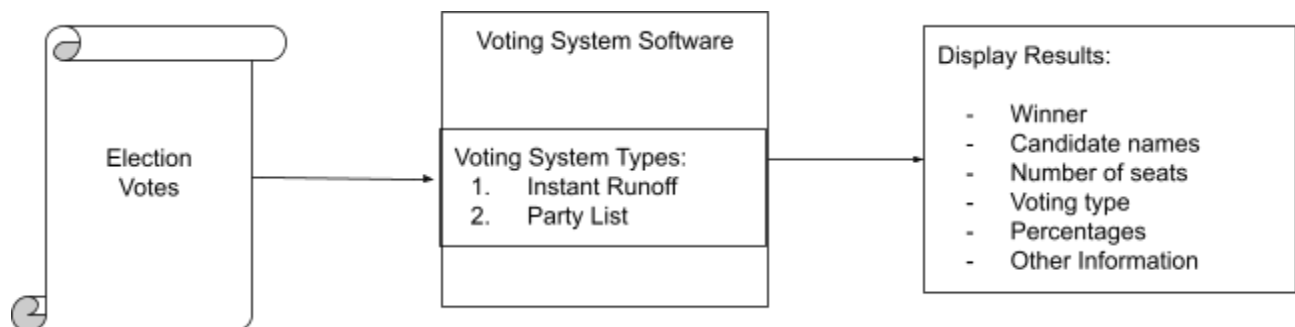 Election
Votes
Voting System Software
Voting System Types:
1. Instant Runoff
2. Party List
Display Results:
- Winner
- Candidate names
- Number of seats
- Voting type
- Percentages
- Other Information